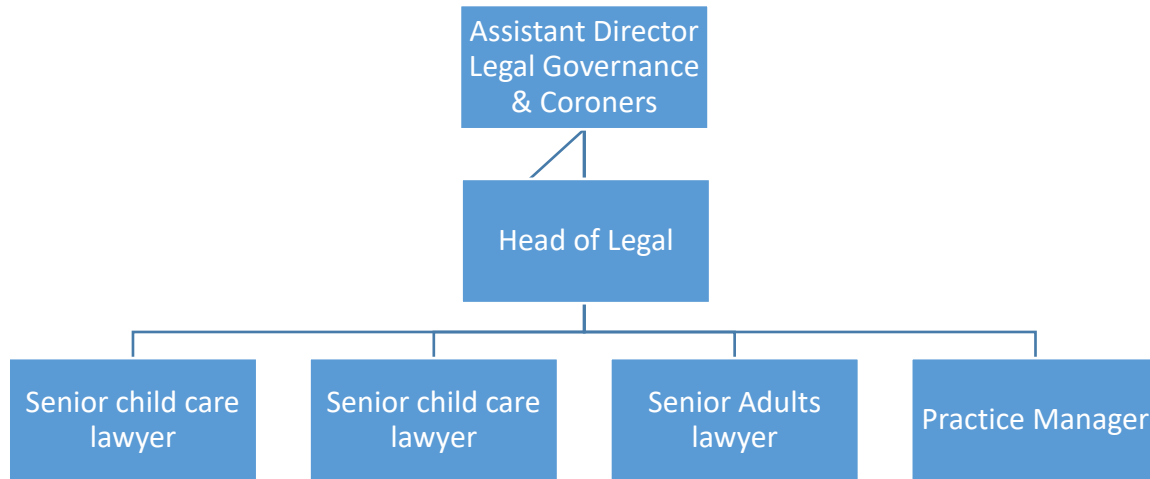 Assistant Director
Legal Governance
& Coroners
Head of Legal
Senior child care
lawyer
Senior child care
lawyer
Senior Adults
lawyer
Practice Manager